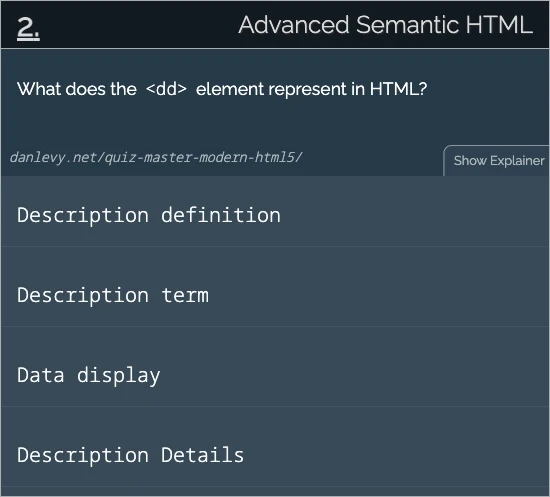 2.
Advanced Semantic HTML
What does the <dd> element represent in HTML?
danlevy.net/quiz-master-modern-html5/
Show Explainer
Description definition
Description term
Data display
Description Details